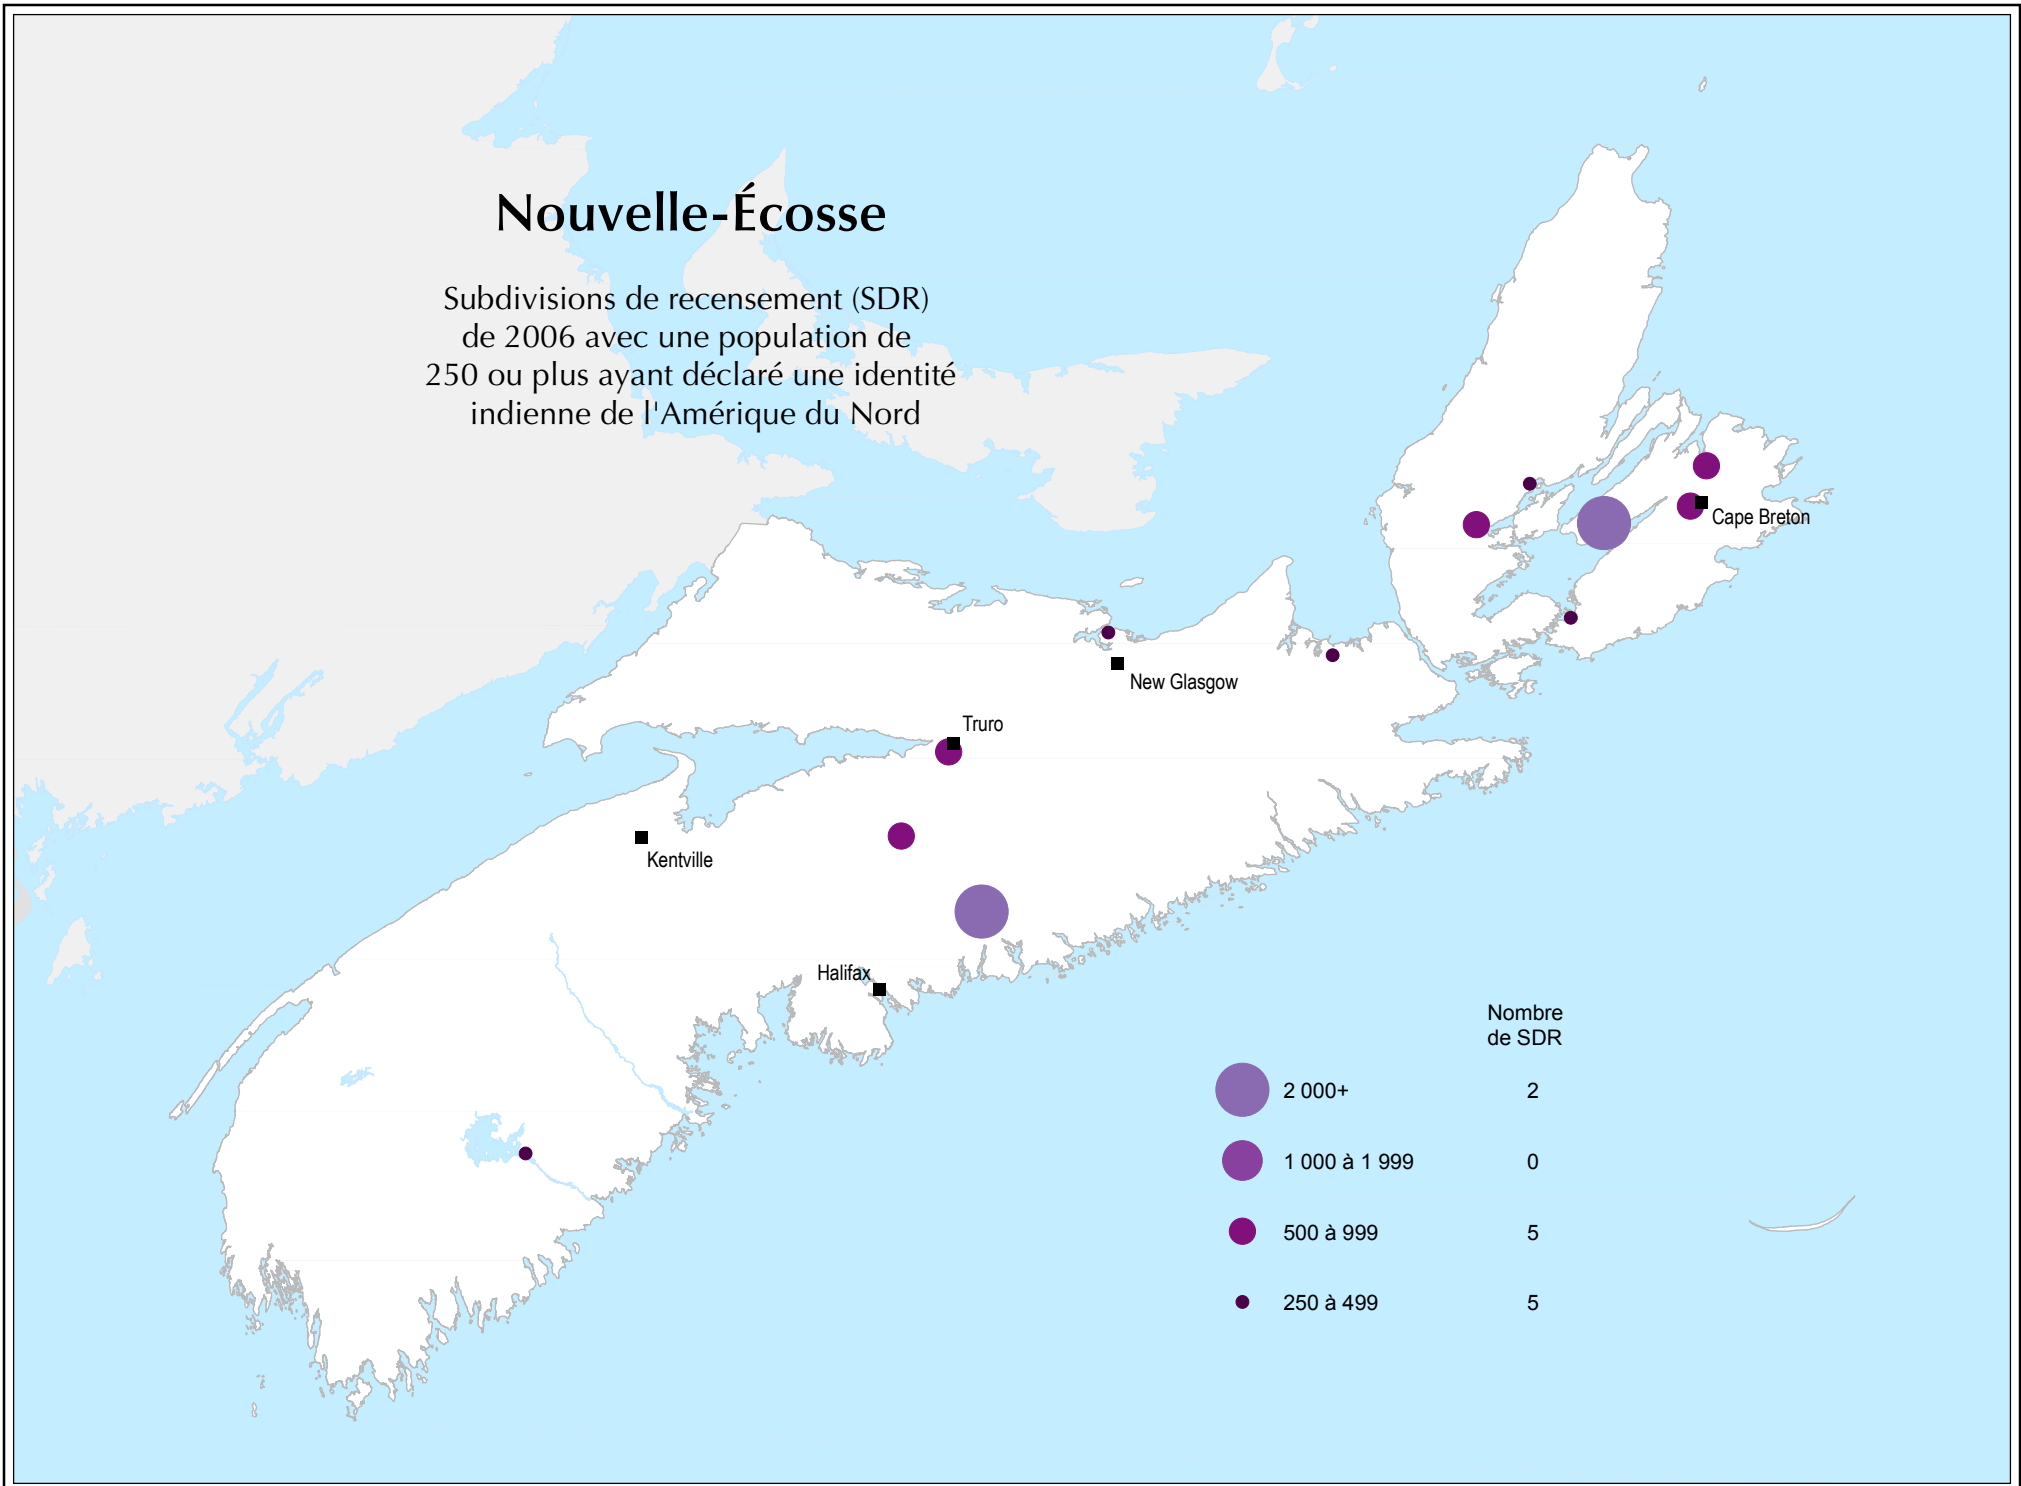 Nouvelle-Écosse
Subdivisions de recensement (SDR)
de 2006 avec une population de
250 ou plus ayant déclaré une identité
indienne de l'Amérique du Nord
Cape Breton
New Glasgow
Truro
Kentville
Halifax
Nombre
de SDR
2 000+ 2
1 000 à 1 999 0
500 à 999 5
250 à 499 5